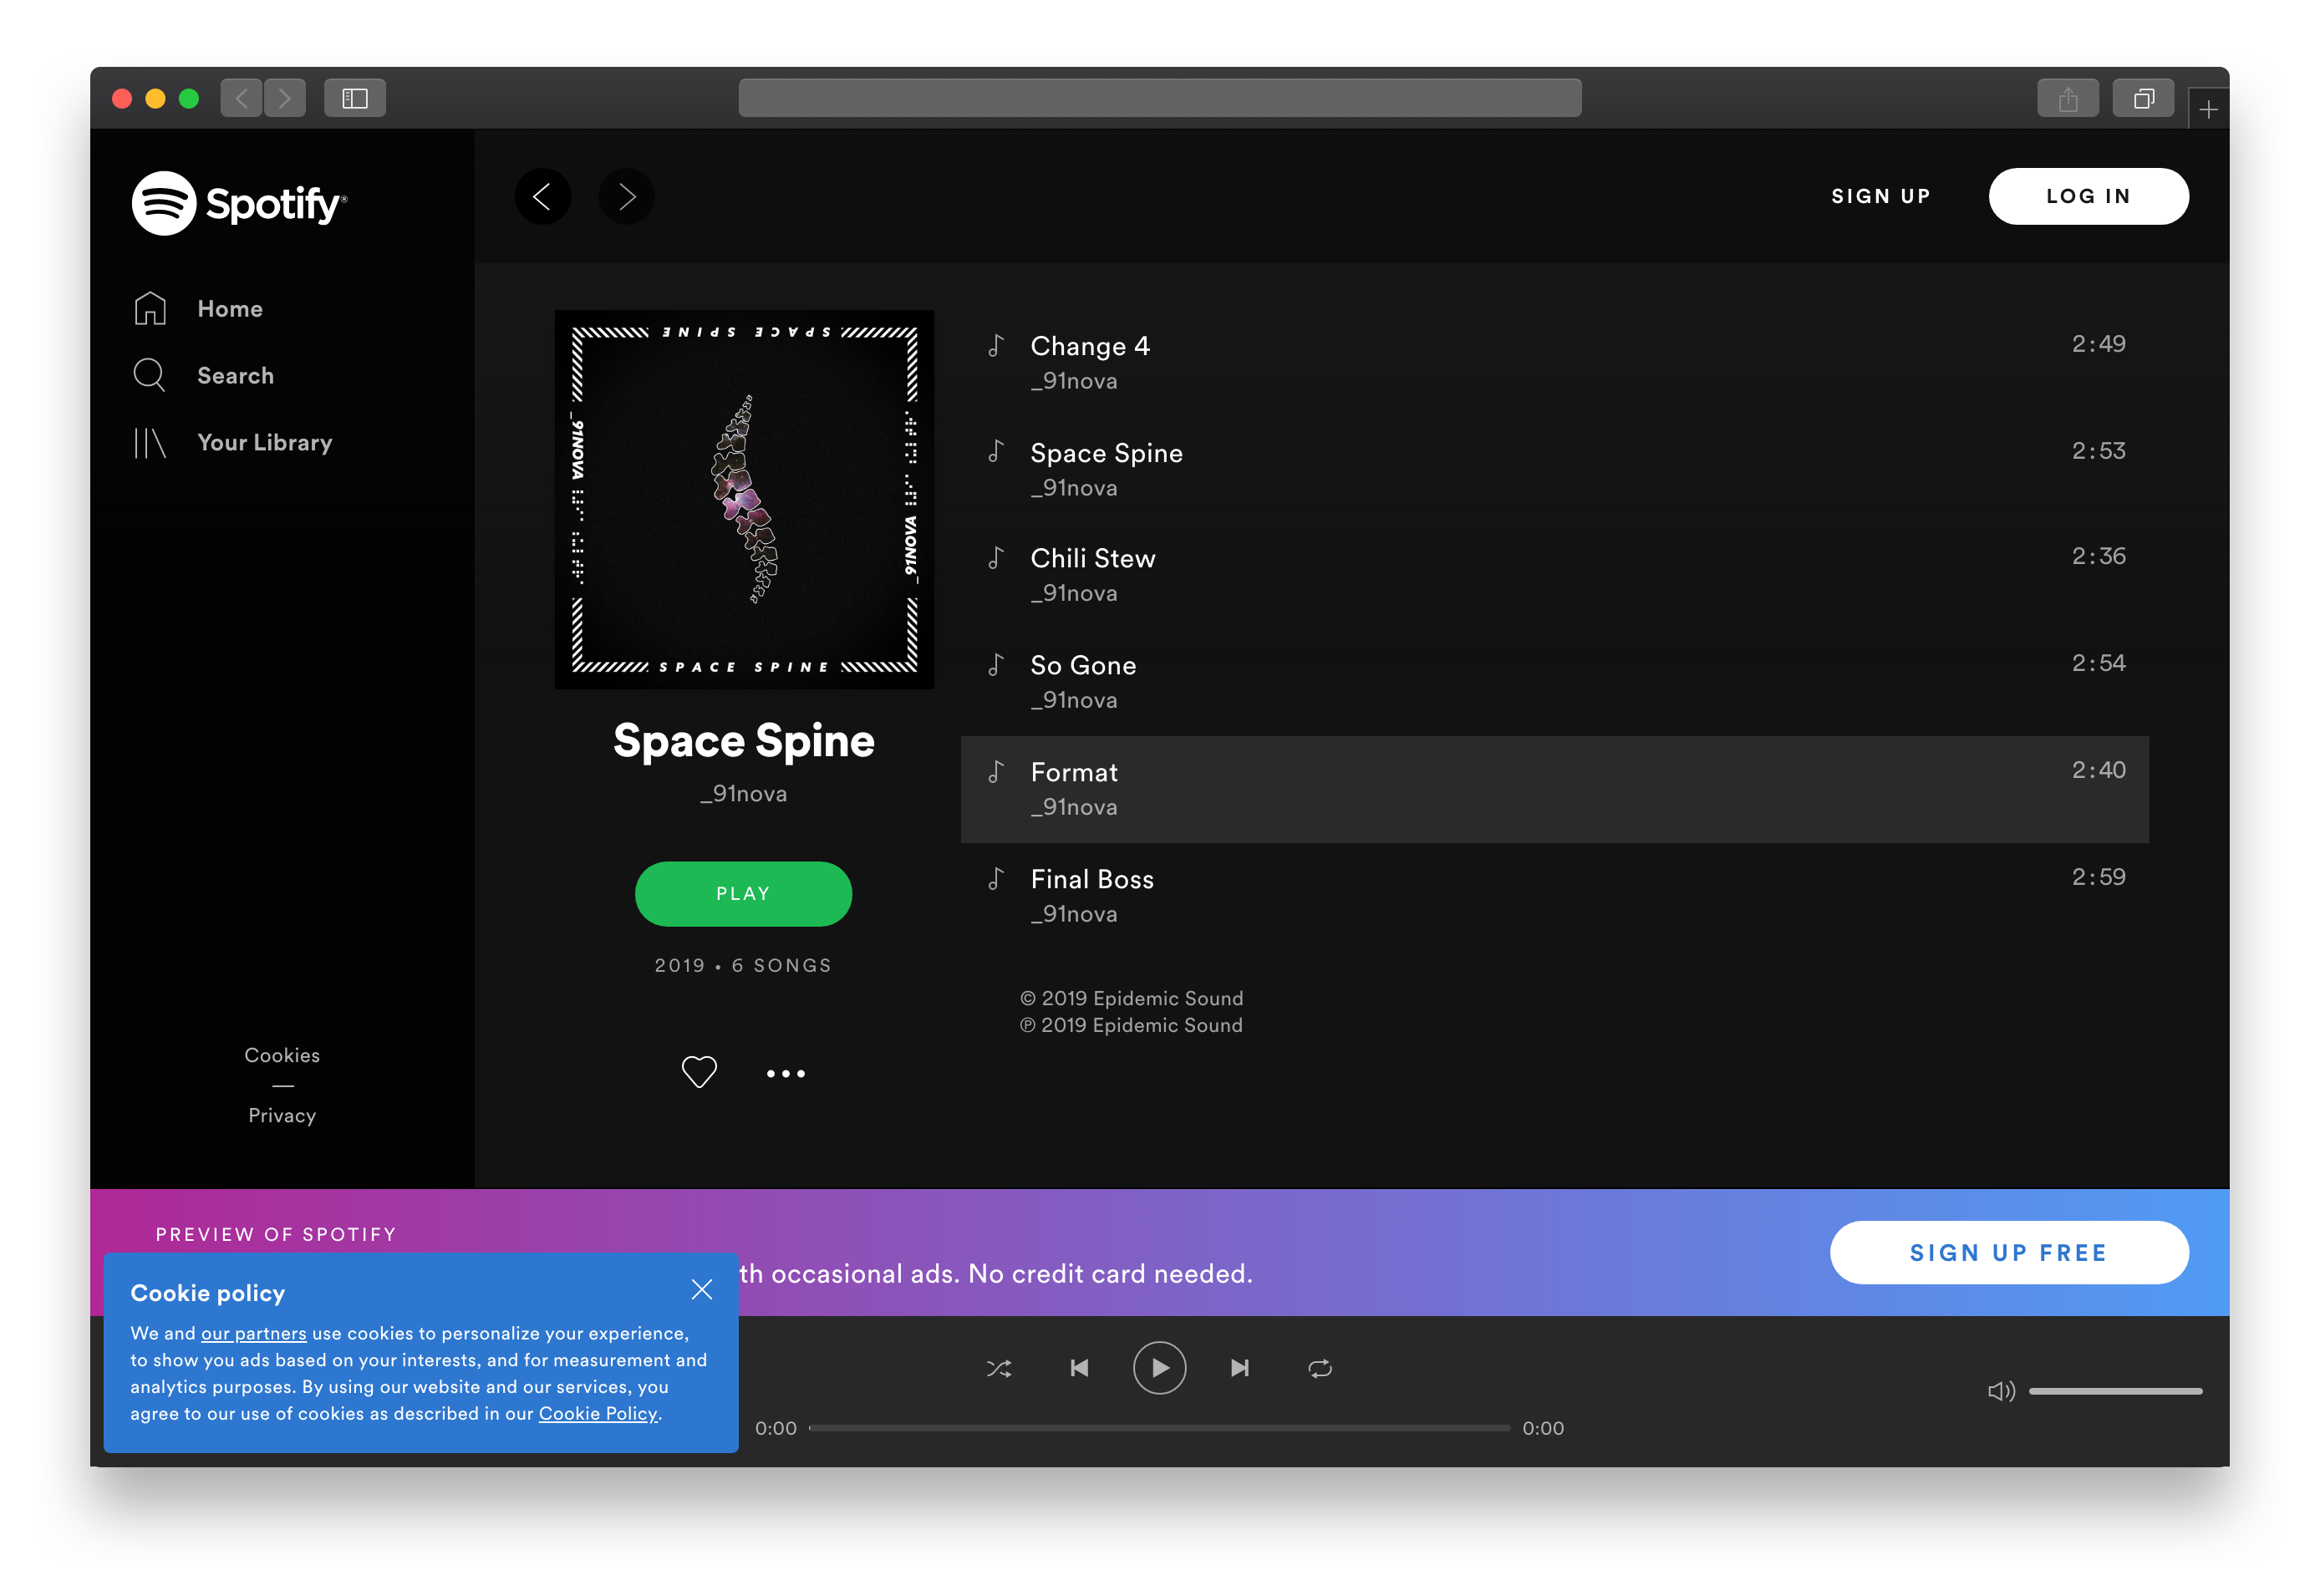 Spotify®
SIGN UP
LOG IN
Home
Search
Your Library
SPACE SPINE
_91NOVA
_91NOVA
SPACE SPINE
Space Spine
_91nova
PLAY
2019 • 6 SONGS
Change 4
2:49
_91nova
Space Spine
2:53
_91nova
Chili Stew
2:36
_91nova
So Gone
2:54
_91nova
Format
2:40
_91nova
Final Boss
2:59
_91nova
© 2019 Epidemic Sound
℗ 2019 Epidemic Sound
Cookies
Privacy
PREVIEW OF SPOTIFY
occasional ads. No credit card needed.
SIGN UP FREE
Cookie policy
We and our partners use cookies to personalize your experience,
to show you ads based on your interests, and for measurement and
analytics purposes. By using our website and our services, you
agree to our use of cookies as described in our Cookie Policy.
0:00
0:00